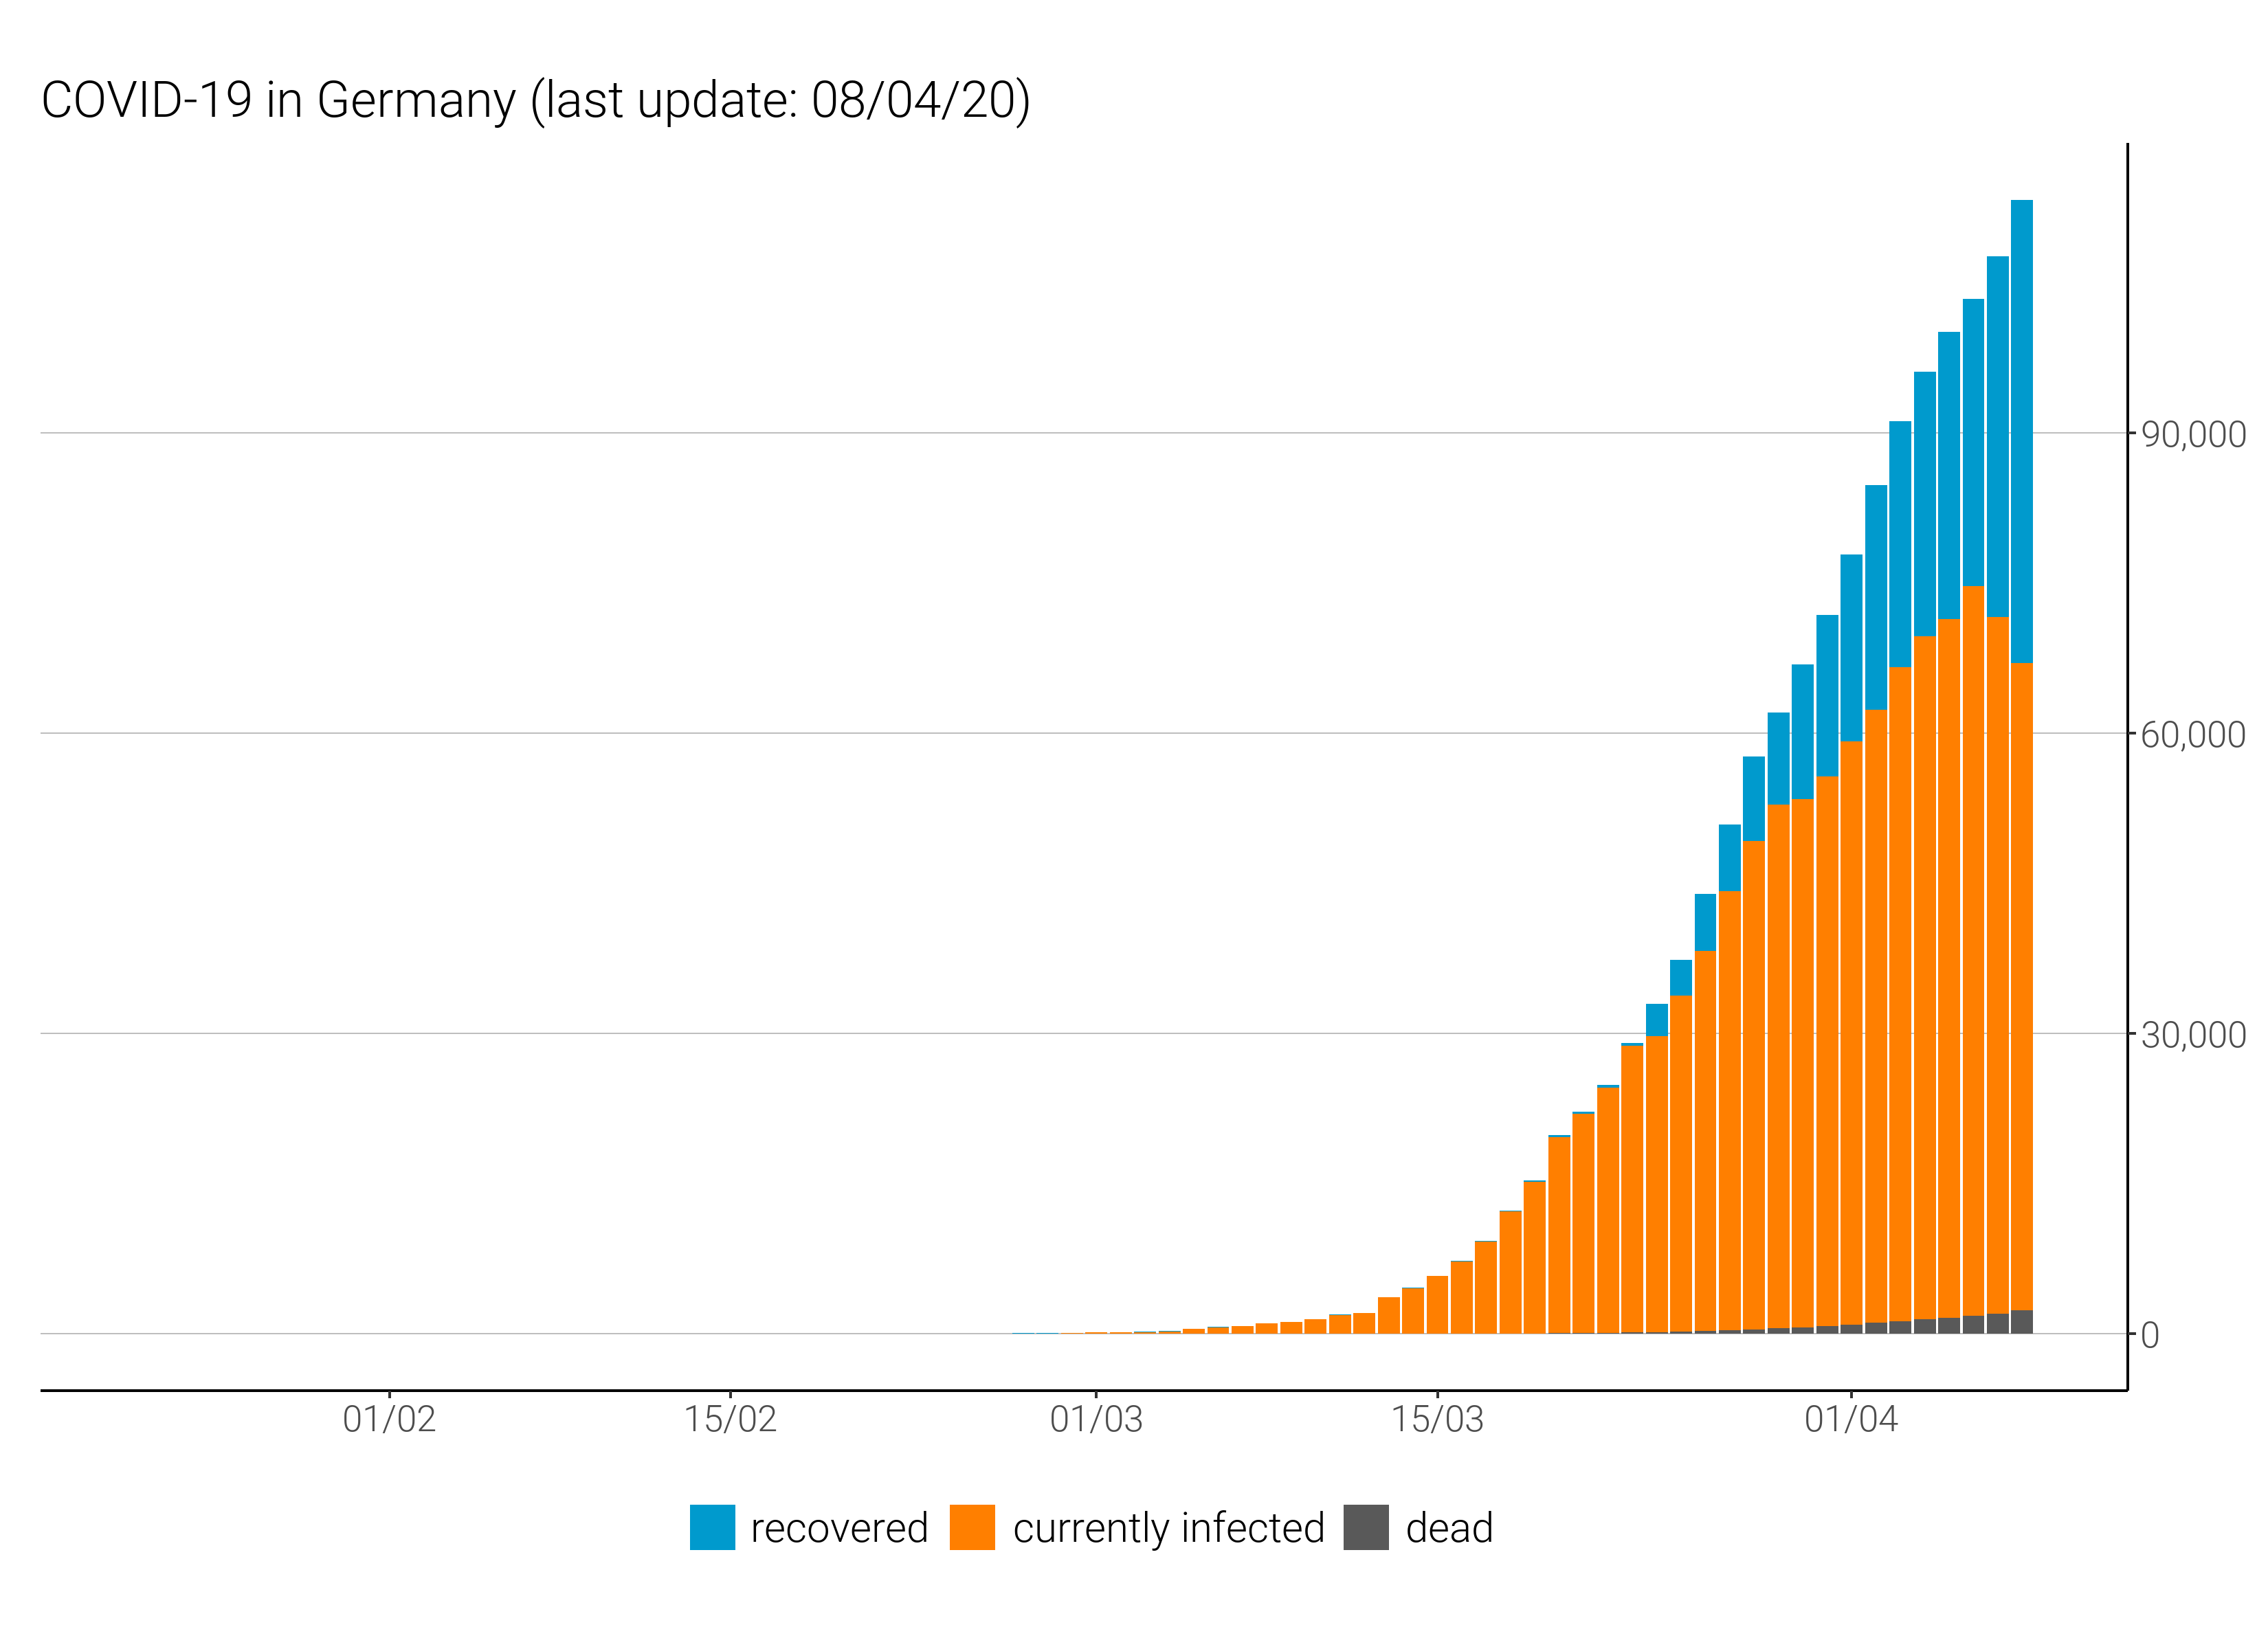 COVID-19 in Germany (last update: 08/04/20)
90,000
60,000
30,000
0
01/02 15/02 01/03 15/03 01/04
recovered currently infected dead